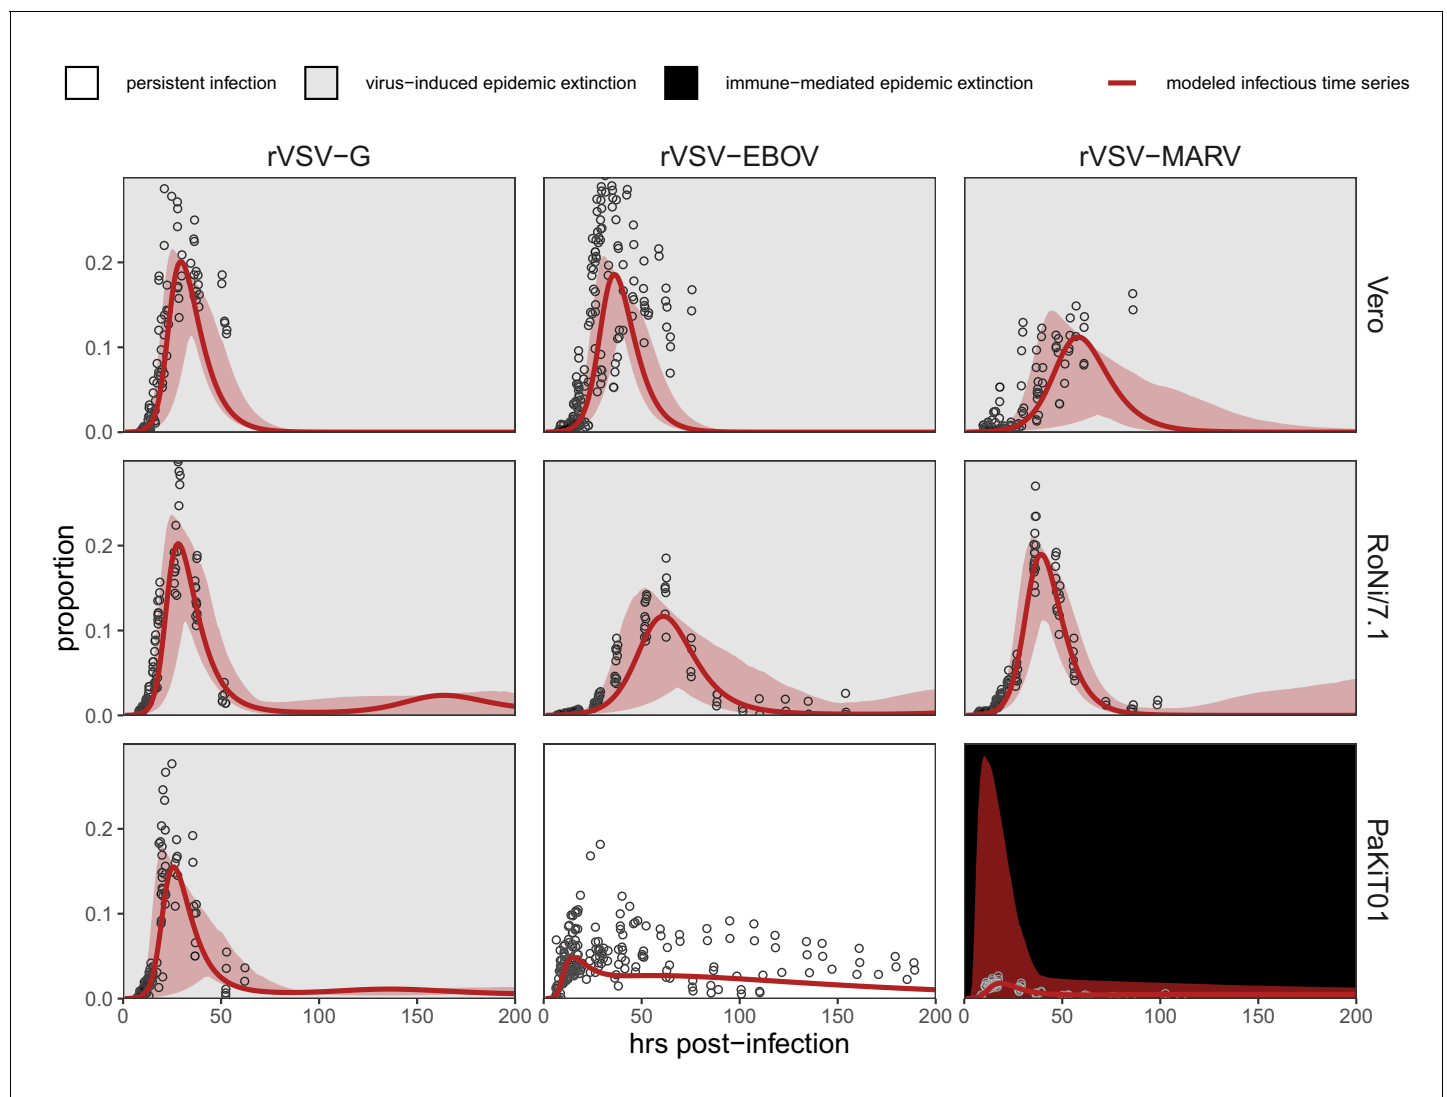 persistent infection
virus−induced epidemic extinction
immune−mediated epidemic extinction
modeled infectious time series
rVSV−G
rVSV−EBOV
rVSV−MARV
0.2
0.1
0.0
Vero
0.2
0.1
0.0
RoNi/7.1
proportion
0.2
0.1
0.0
PaKiT01
0 50 100 150 200
0 50 100 150 200
0 50 100 150 200
hrs post−infection